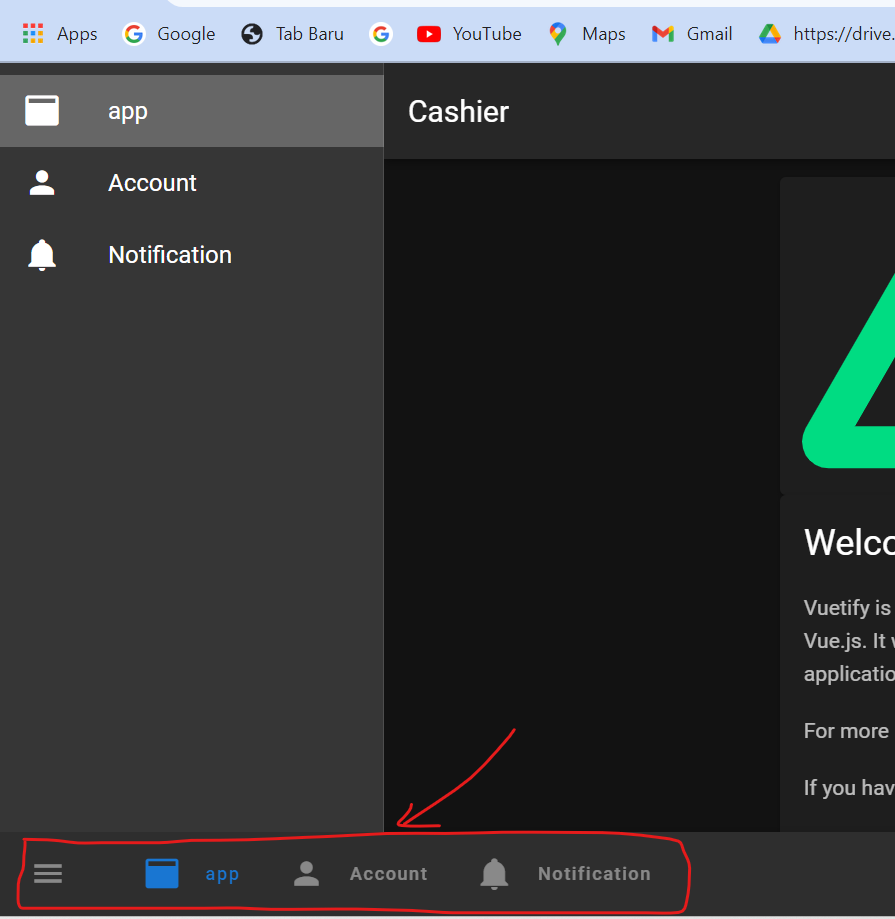 Apps Google Tab Baru YouTube Maps Gmail https://drive.
app
Cashier
Account
Notification
Welco
Vuetify is
Vue.js. It
applicatio
For more
If you hav
app Account Notification